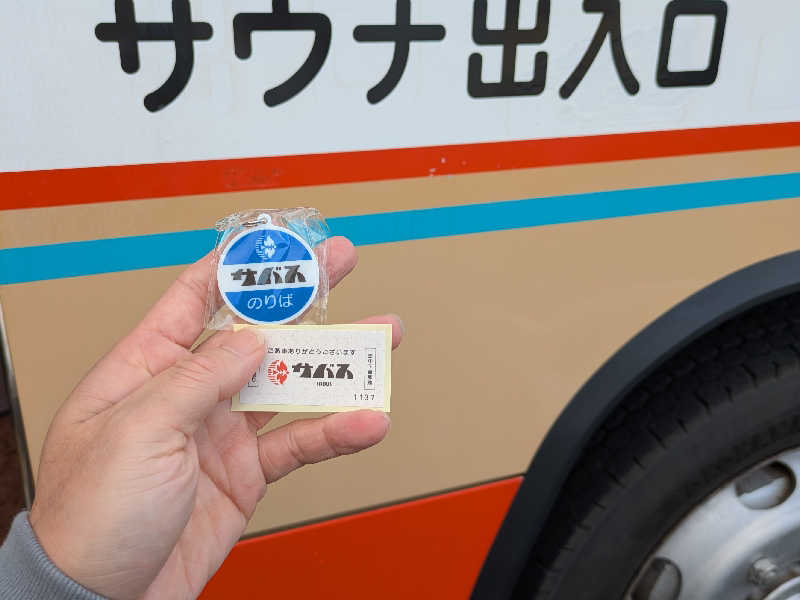 サウナ出入口
サバス
のりば
ご乗車ありがとうございます
サバス
1137